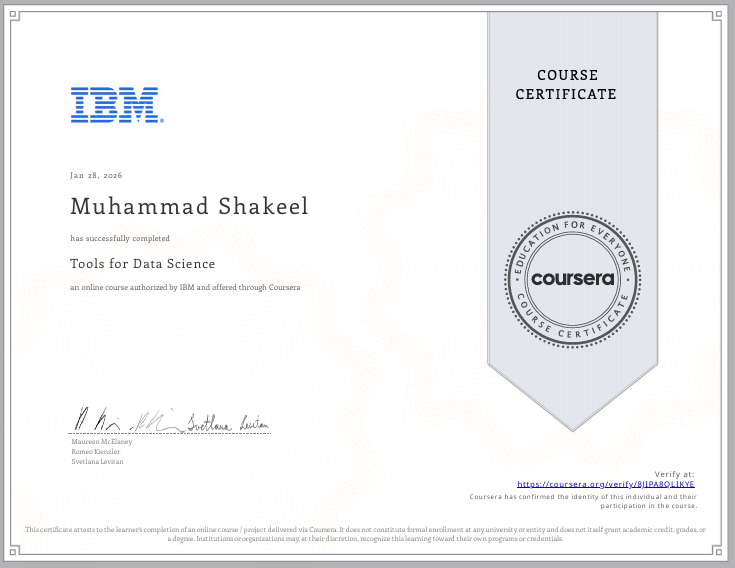 COURSE
CERTIFICATE
IBM®
Jan 28, 2026
Muhammad Shakeel
has successfully completed
Tools for Data Science
an online course authorized by IBM and offered through Coursera
EDUCATION FOR EVERYONE
coursera
COURSE CERTIFICATE
Svetlana Levitan
Maureen McElaney
Romeo Kienzler
Svetlana Levitan
Verify at:
https://coursera.org/verify/8JIPA8QLIKYE
Coursera has confirmed the identity of this individual and their
participation in the course.
This certificate attests to the learner's completion of an online course / project delivered via Coursera. It does not constitute formal enrollment at any university or entity and does not itself grant academic credit, grades, or
a degree. Institutions or organizations may, at their discretion, recognize this learning toward their own programs or credentials.